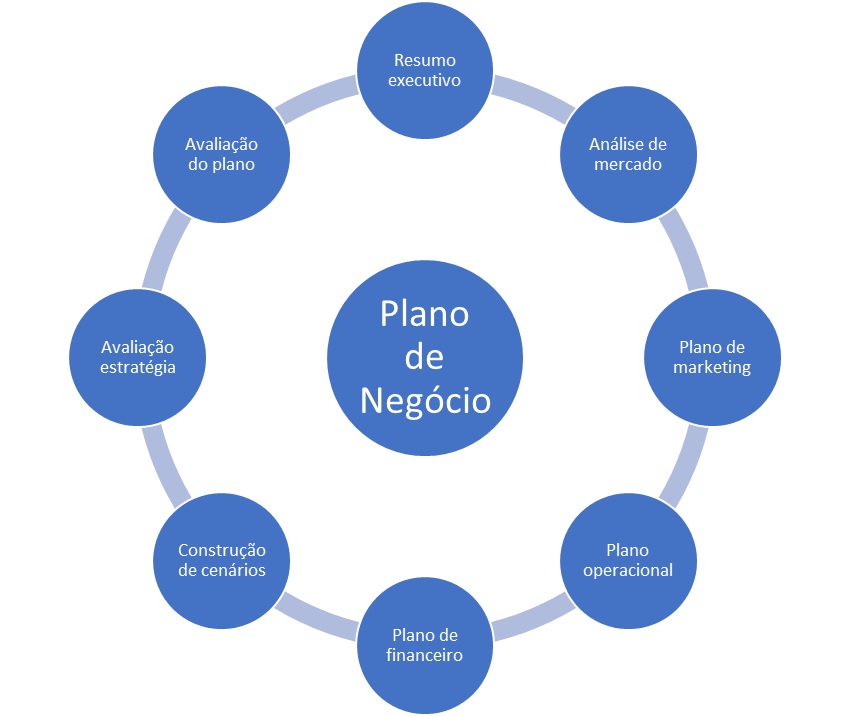 Resumo
executivo
Análise de
mercado
Plano de
marketing
Plano
operacional
Plano de
financeiro
Construção
de cenários
Avaliação
estratégia
Avaliação
do plano
Plano
de
Negócio